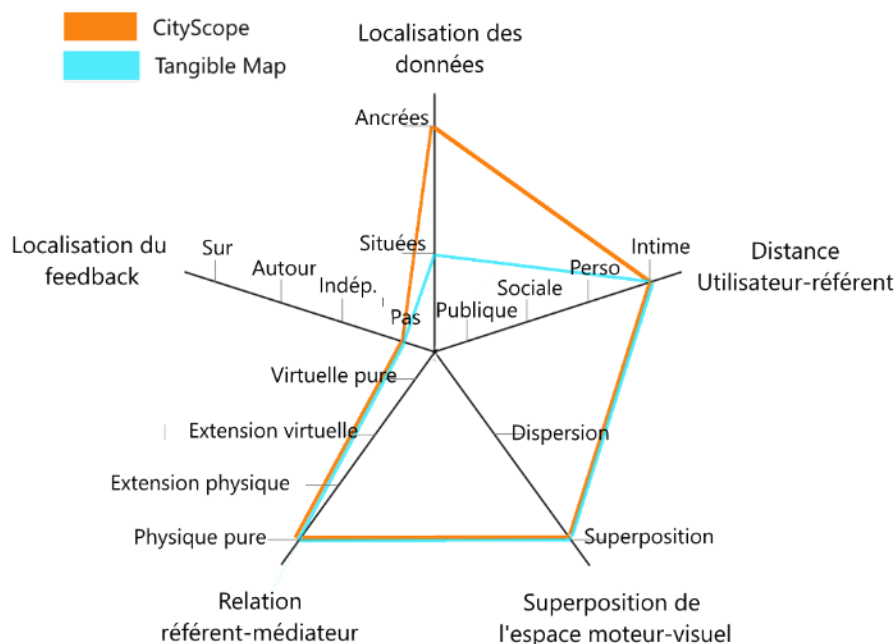 CityScope
Tangible Map
Localisation des
données
Ancrées
Situées
Intime
Perso
Sociale
Publique
Distance
Utilisateur-référent
Localisation du
feedback
Sur
Autour
Indép.
Pas
Virtuelle pure
Extension virtuelle
Extension physique
Physique pure
Dispersion
Superposition
Relation
référent-médiateur
Superposition de
l'espace moteur-visuel